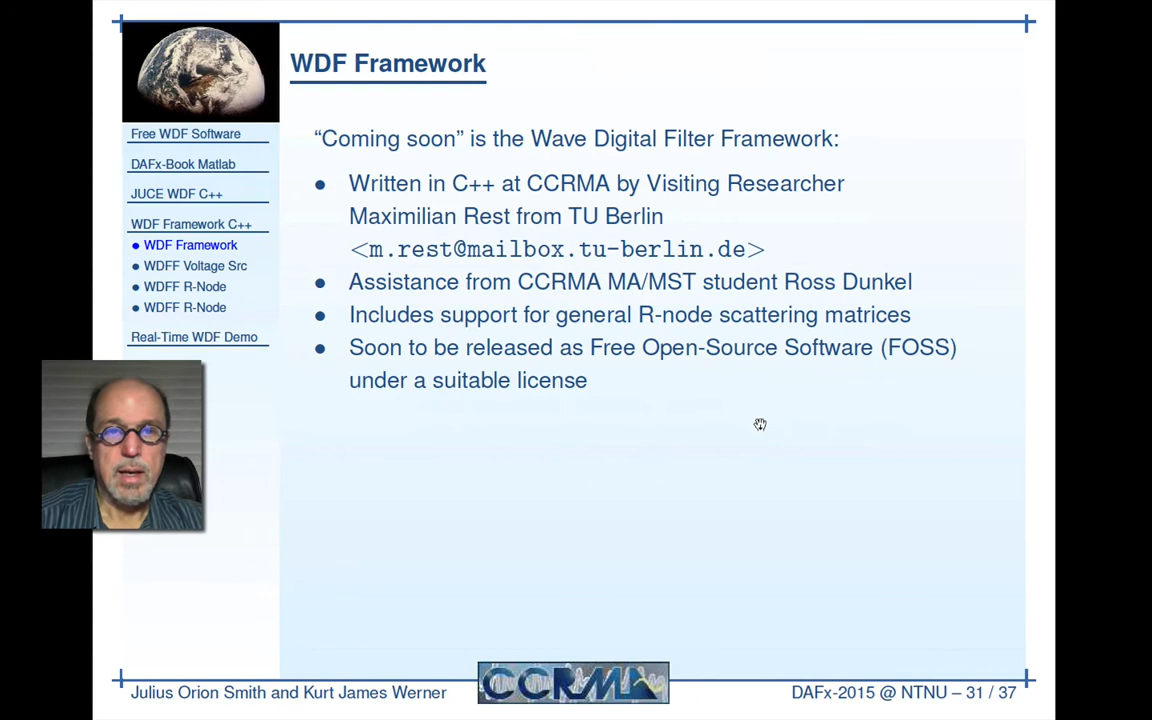 WDF Framework
Free WDF Software
DAFx-Book Matlab
JUCE WDF C++
WDF Framework C++
● WDF Framework
● WDFF Voltage Src
● WDFF R-Node
● WDFF R-Node
Real-Time WDF Demo
“Coming soon” is the Wave Digital Filter Framework:
● Written in C++ at CCRMA by Visiting Researcher
Maximilian Rest from TU Berlin
<m.rest@mailbox.tu-berlin.de>
● Assistance from CCRMA MA/MST student Ross Dunkel
● Includes support for general R-node scattering matrices
● Soon to be released as Free Open-Source Software (FOSS)
under a suitable license
Julius Orion Smith and Kurt James Werner
CCRMA
DAFx-2015 @ NTNU – 31 / 37